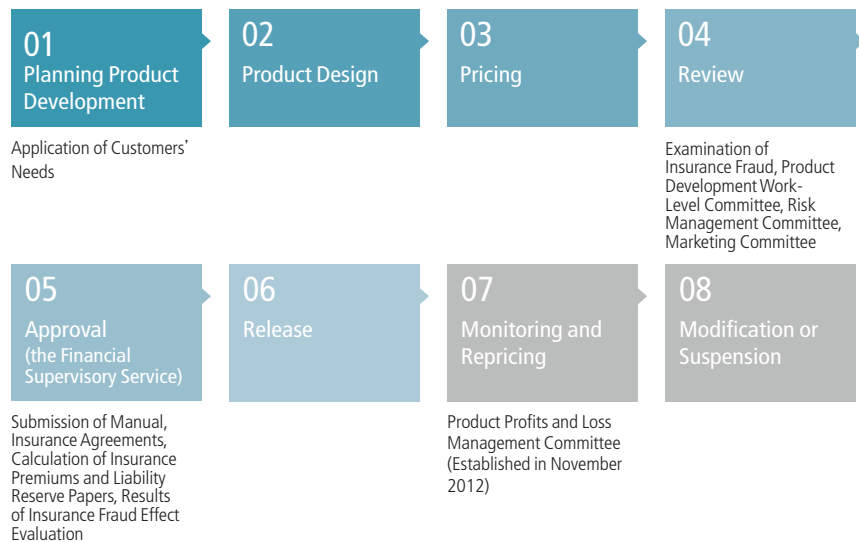 01
Planning Product
Development
Application of Customers’
Needs
02
Product Design
03
Pricing
04
Review
Examination of
Insurance Fraud, Product
Development Work-
Level Committee, Risk
Management Committee,
Marketing Committee
05
Approval
(the Financial
Supervisory Service)
Submission of Manual,
Insurance Agreements,
Calculation of Insurance
Premiums and Liability
Reserve Papers, Results
of Insurance Fraud Effect
Evaluation
06
Release
07
Monitoring and
Repricing
Product Profits and Loss
Management Committee
(Established in November
2012)
08
Modification or
Suspension